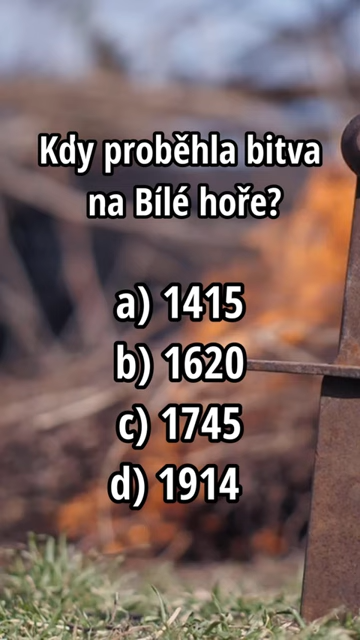 Kdy proběhla bitva
na Bílé hoře?
a) 1415
b) 1620
c) 1745
d) 1914